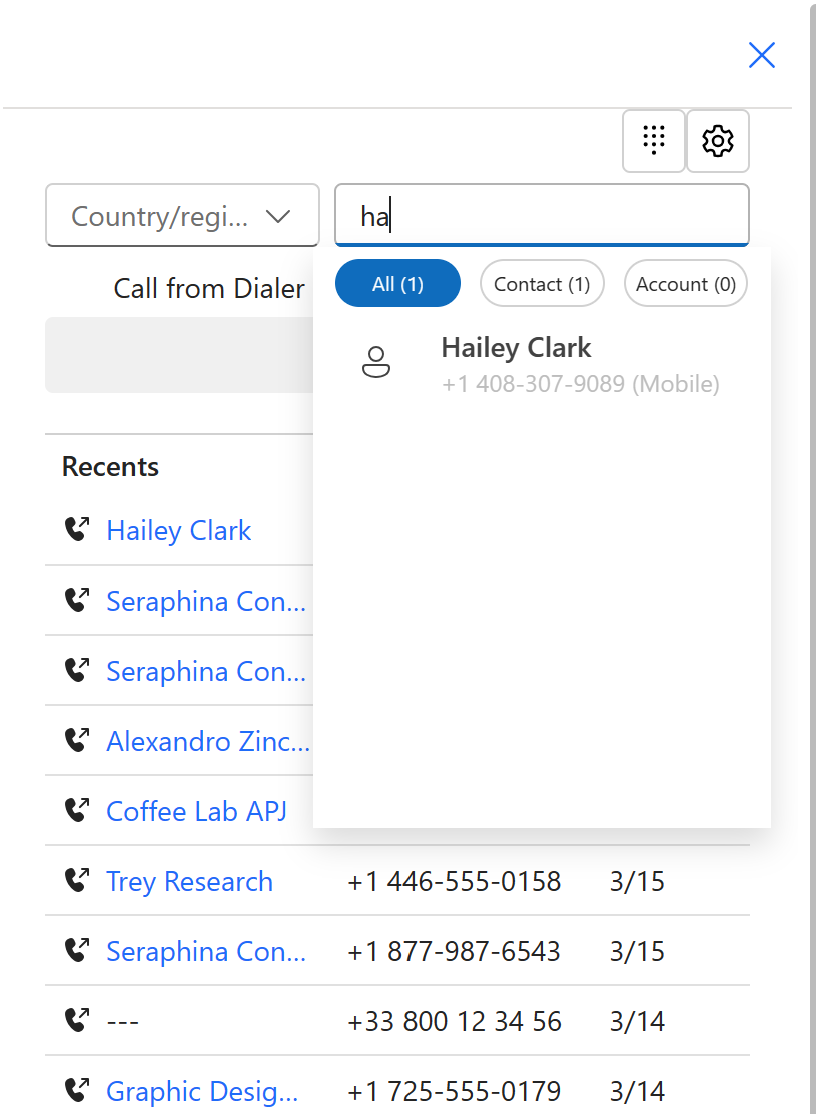 Country/regi...
ha
Call from Dialer
All (1)
Contact (1)
Account (0)
Hailey Clark
+1 408-307-9089 (Mobile)
Recents
Hailey Clark
Seraphina Con...
Seraphina Con...
Alexandro Zinc...
Coffee Lab APJ
Trey Research +1 446-555-0158 3/15
Seraphina Con... +1 877-987-6543 3/15
--- +33 800 12 34 56 3/14
Graphic Desig... +1 725-555-0179 3/14